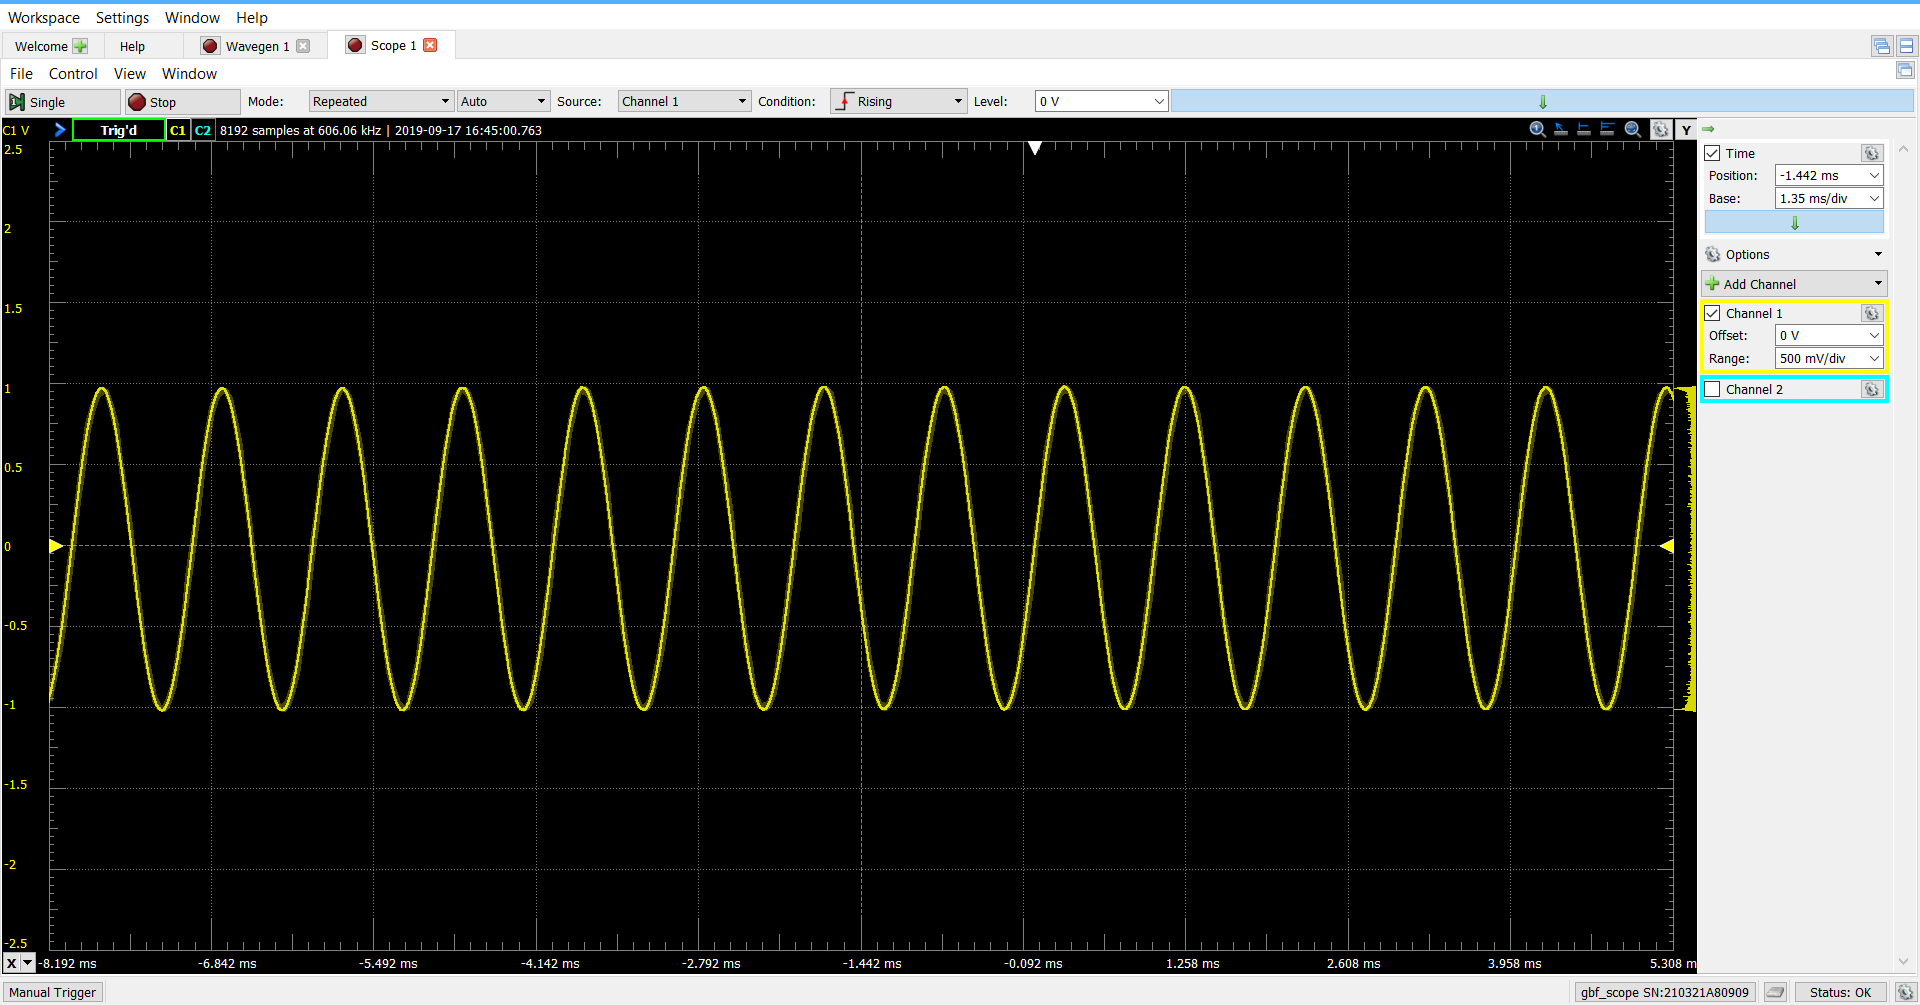 Workspace Settings Window Help
Welcome Help Wavegen 1 Scope 1
File Control View Window
Single Stop Mode: Repeated Auto Source: Channel 1 Condition: Rising Level: 0 V
C1 V Trig'd C1 C2 8192 samples at 606.06 kHz | 2019-09-17 16:45:00.763 Y
2.5
2
1.5
1
0.5
0
-0.5
-1
-1.5
-2
-2.5
X -8.192 ms -6.842 ms -5.492 ms -4.142 ms -2.792 ms -1.442 ms -0.092 ms 1.258 ms 2.608 ms 3.958 ms 5.308 m
Time
Position: -1.442 ms
Base: 1.35 ms/div
Options
Add Channel
Channel 1
Offset: 0 V
Range: 500 mV/div
Channel 2
Manual Trigger gbf_scope SN:210321A80909 Status: OK